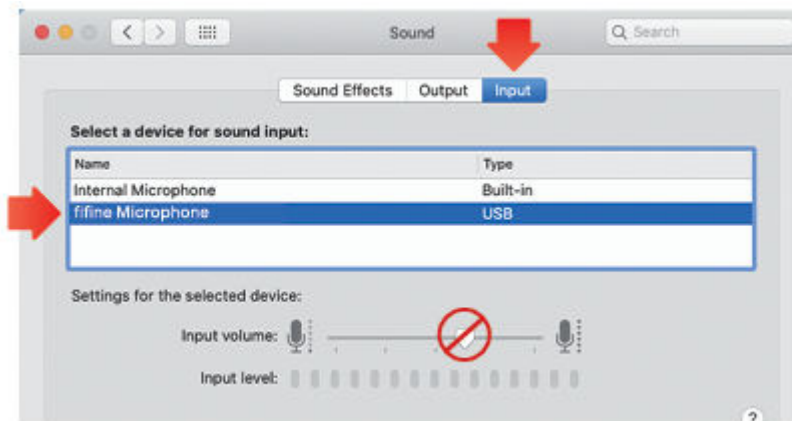 Sound
Search
Sound Effects Output Input
Select a device for sound input:
Name Type
Internal Microphone Built-in
fifine Microphone USB
Settings for the selected device:
Input volume:
Input level:
?